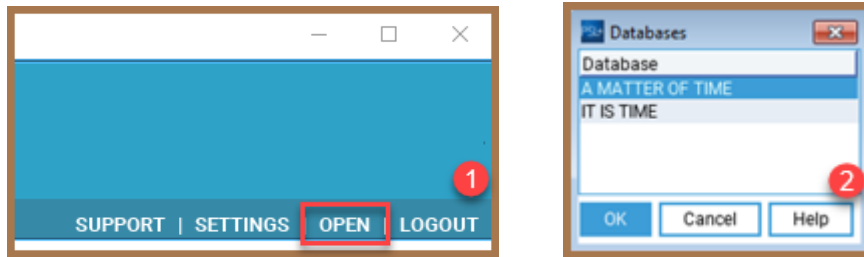 1
SUPPORT | SETTINGS | OPEN | LOGOUT
Databases
Database
A MATTER OF TIME
IT IS TIME
2
OK Cancel Help